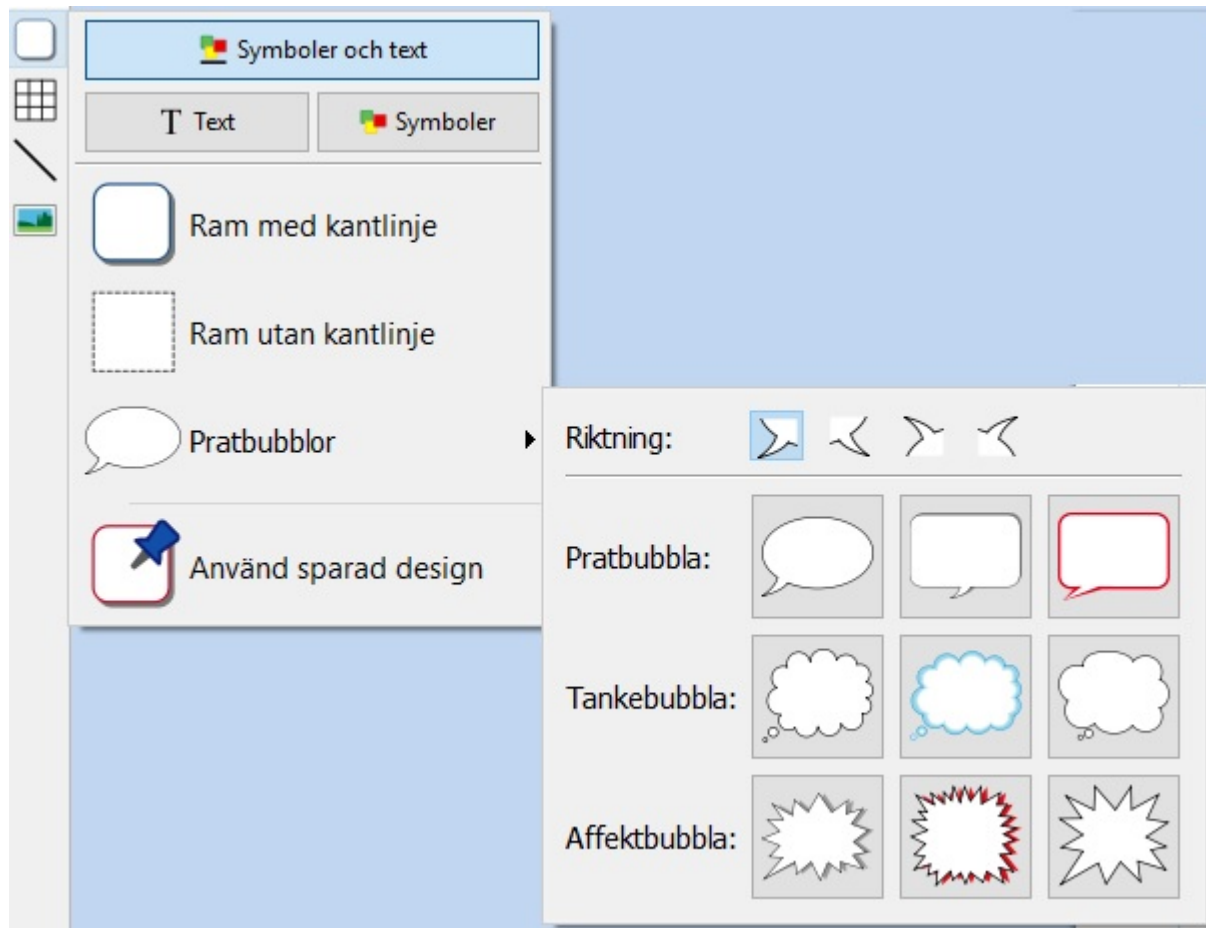 Symboler och text
T Text
Symboler
Ram med kantlinje
Ram utan kantlinje
Pratbubblor
Använd sparad design
Riktning:
Pratbubbla:
Tankebubbla:
Affektbubbla: